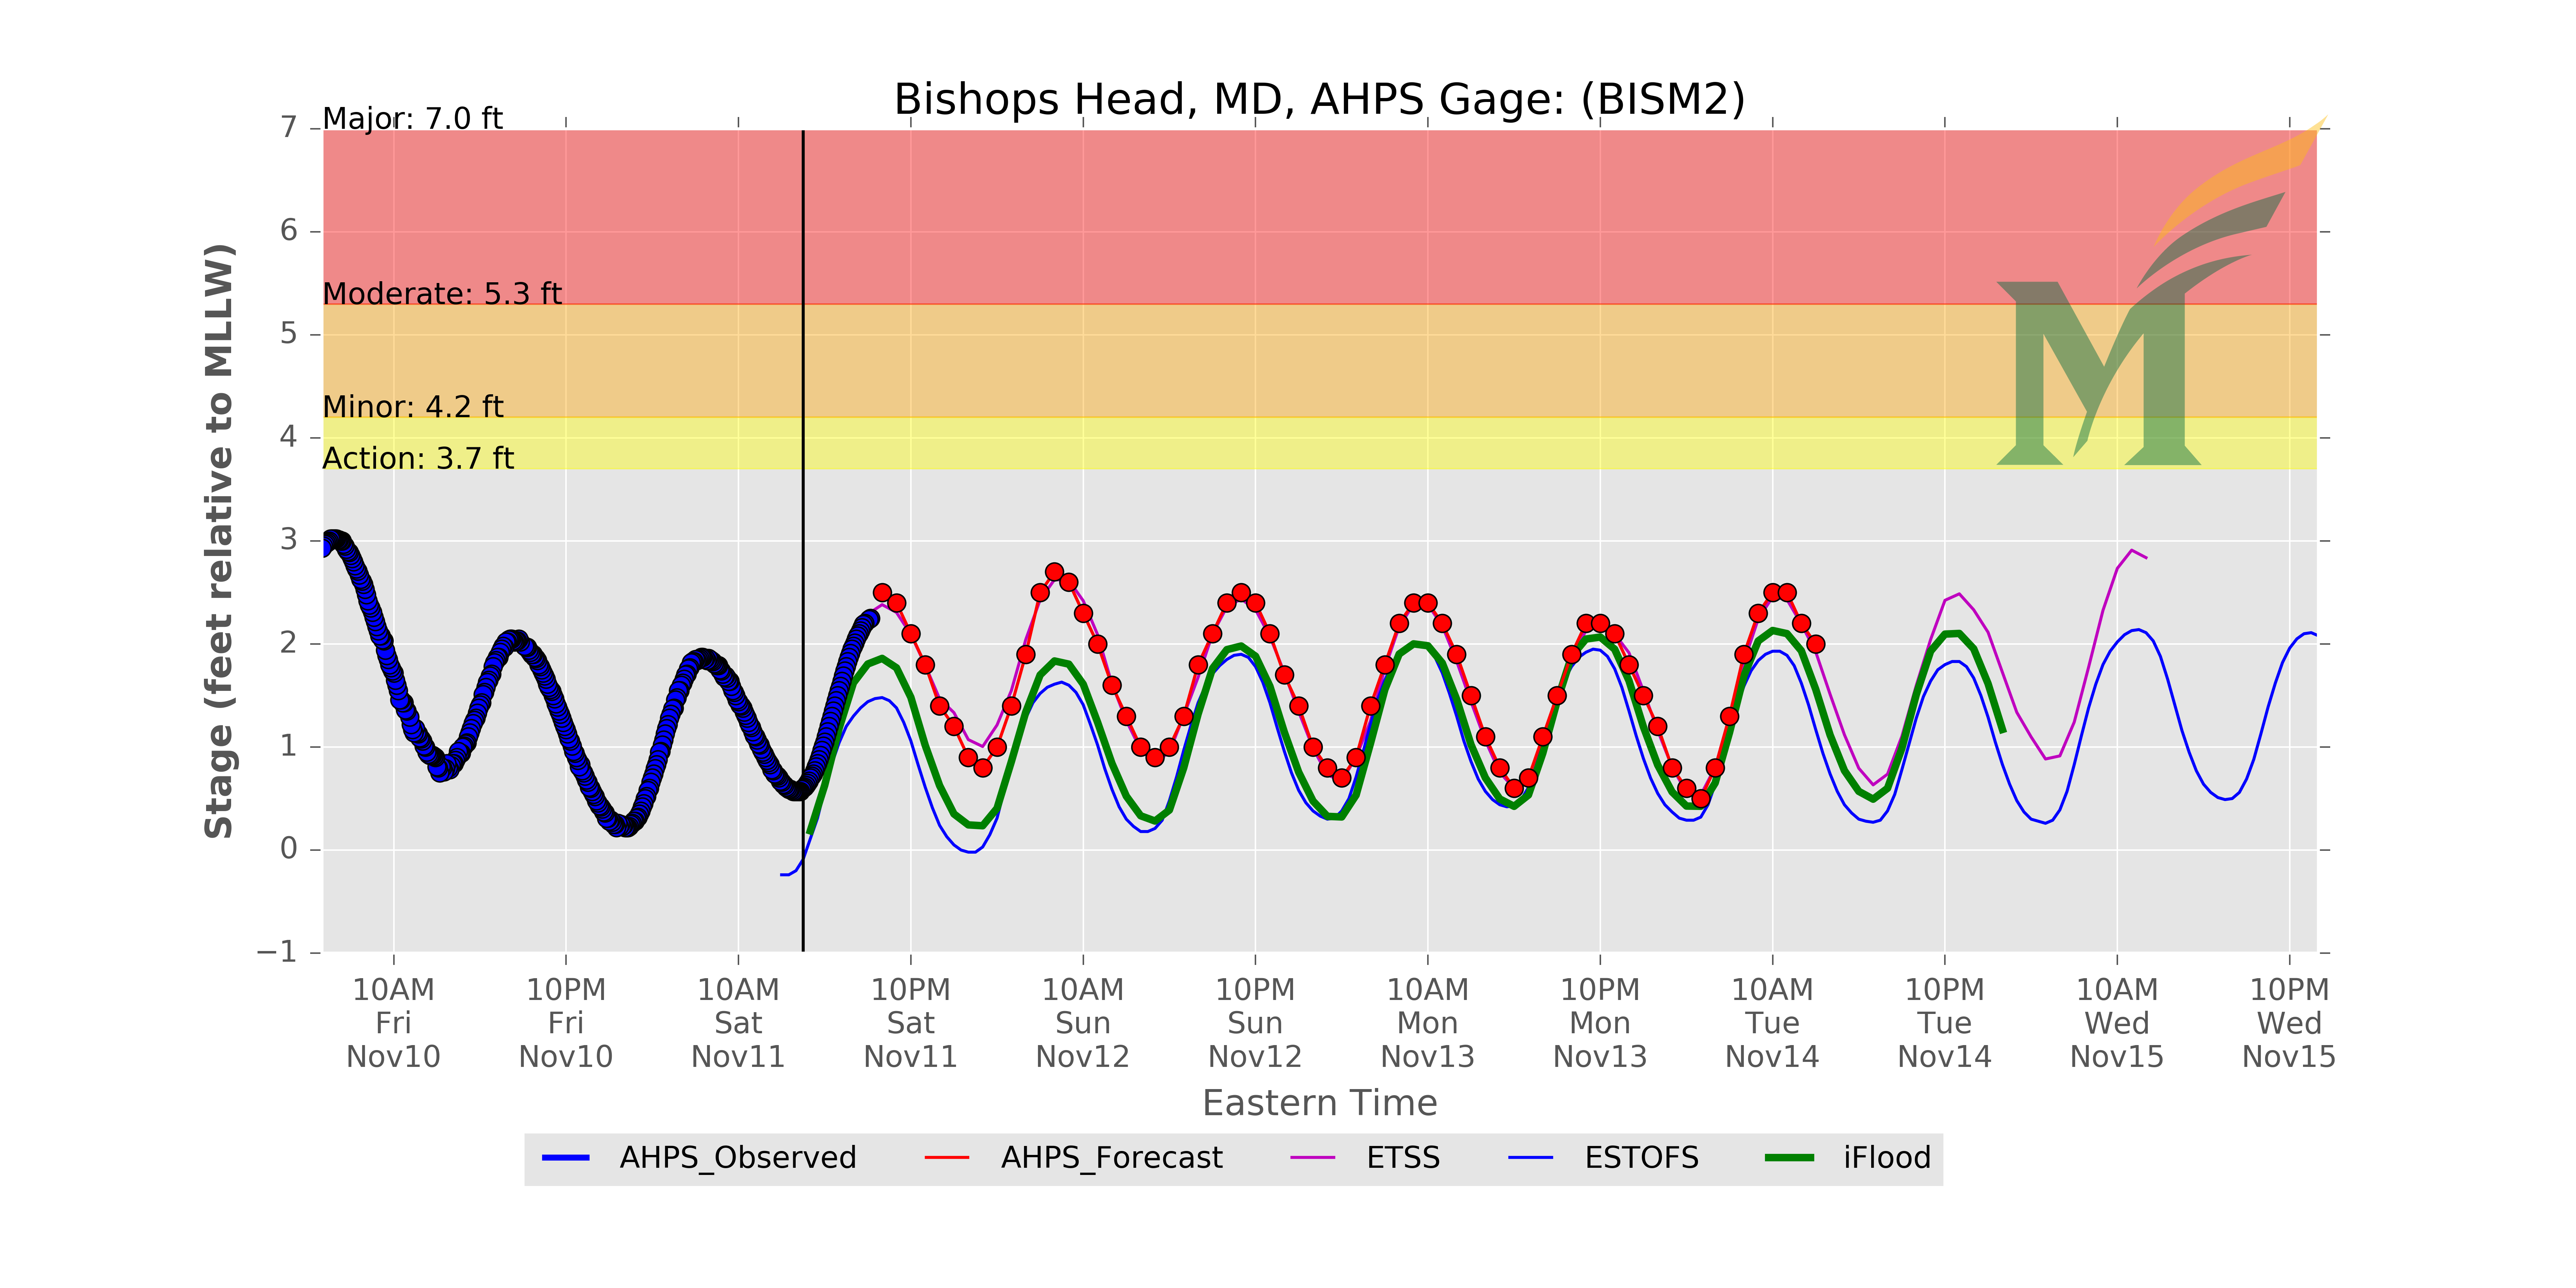 Bishops Head, MD, AHPS Gage: (BISM2)
Major: 7.0 ft
Moderate: 5.3 ft
Minor: 4.2 ft
Action: 3.7 ft
7
6
5
4
3
2
1
0
−1
Stage (feet relative to MLLW)
10AM 10PM 10AM 10PM 10AM 10PM 10AM 10PM 10AM 10PM 10AM 10PM
Fri Fri Sat Sat Sun Sun Mon Mon Tue Tue Wed Wed
Nov10 Nov10 Nov11 Nov11 Nov12 Nov12 Nov13 Nov13 Nov14 Nov14 Nov15 Nov15
Eastern Time
AHPS_Observed AHPS_Forecast ETSS ESTOFS iFlood
M